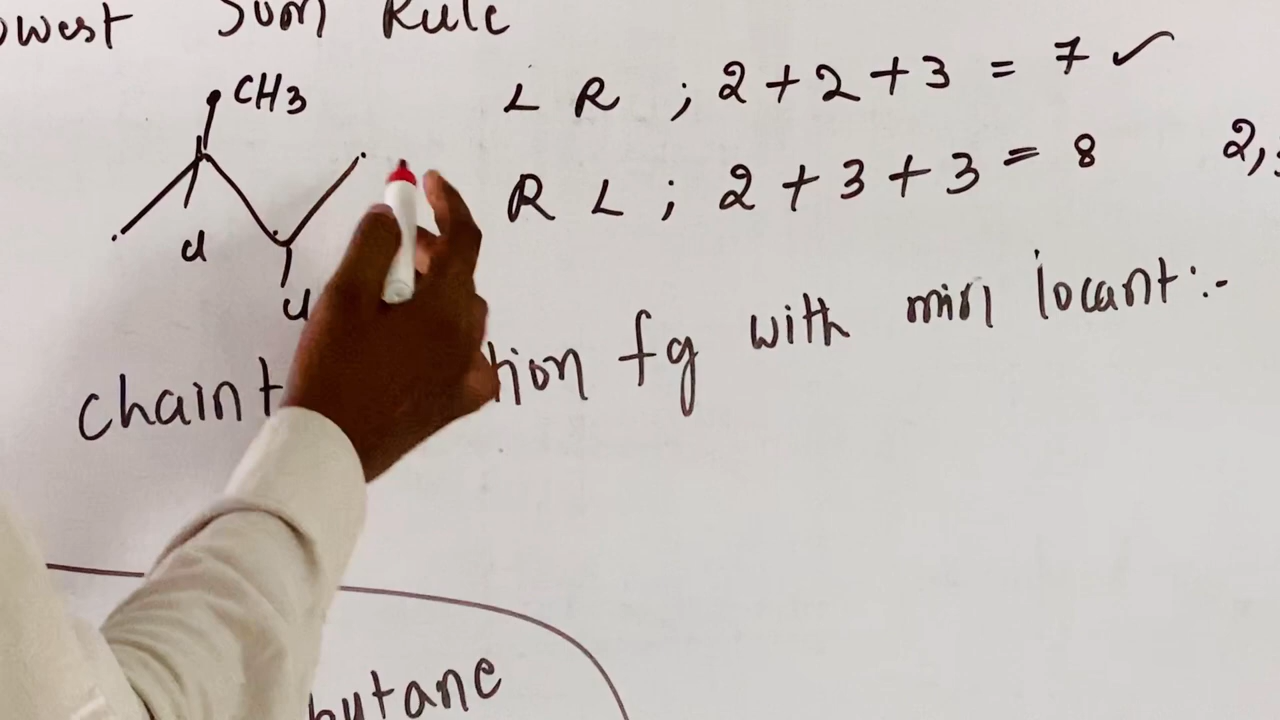 owest Sum Rule
CH3
L R ; 2 + 2 + 3 = 7 ✓
R L ; 2 + 3 + 3 = 8
2,
cl
chain fg with min locant :-
butane